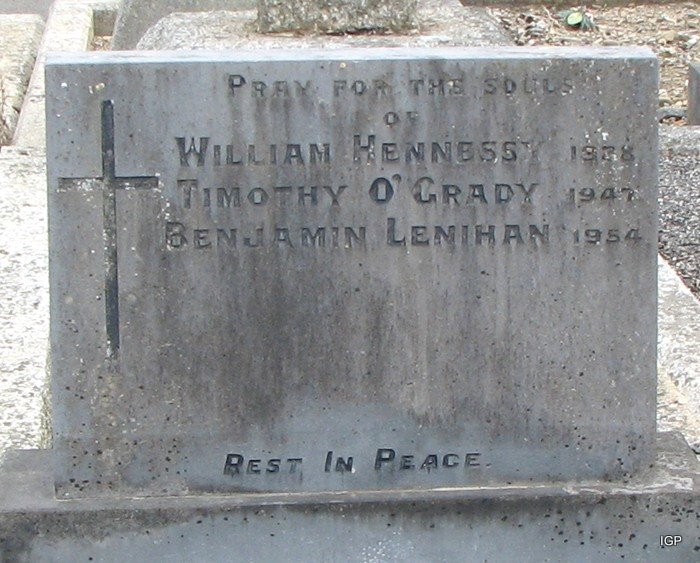 PRAY FOR THE SOULS
OF
WILLIAM HENNESSY 1938
TIMOTHY O'GRADY 1947
BENJAMIN LENIHAN 1954
REST IN PEACE.
IGP